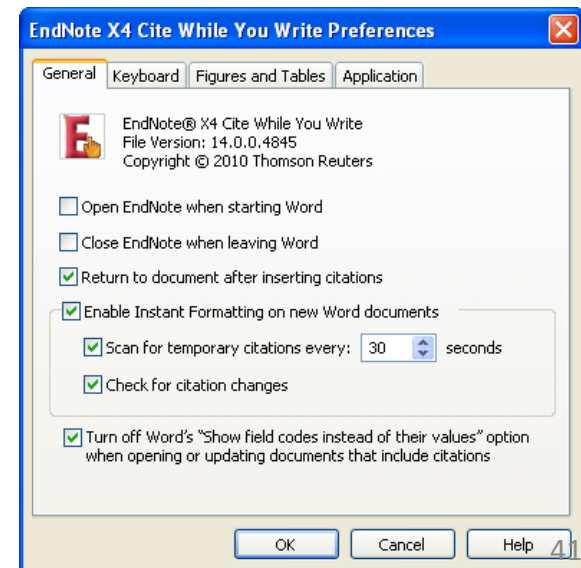 EndNote X4 Cite While You Write Preferences
General Keyboard Figures and Tables Application
EndNote® X4 Cite While You Write
File Version: 14.0.0.4845
Copyright © 2010 Thomson Reuters
Open EndNote when starting Word
Close EndNote when leaving Word
Return to document after inserting citations
Enable Instant Formatting on new Word documents
Scan for temporary citations every: 30 seconds
Check for citation changes
Turn off Word's "Show field codes instead of their values" option
when opening or updating documents that include citations
OK Cancel Help 41